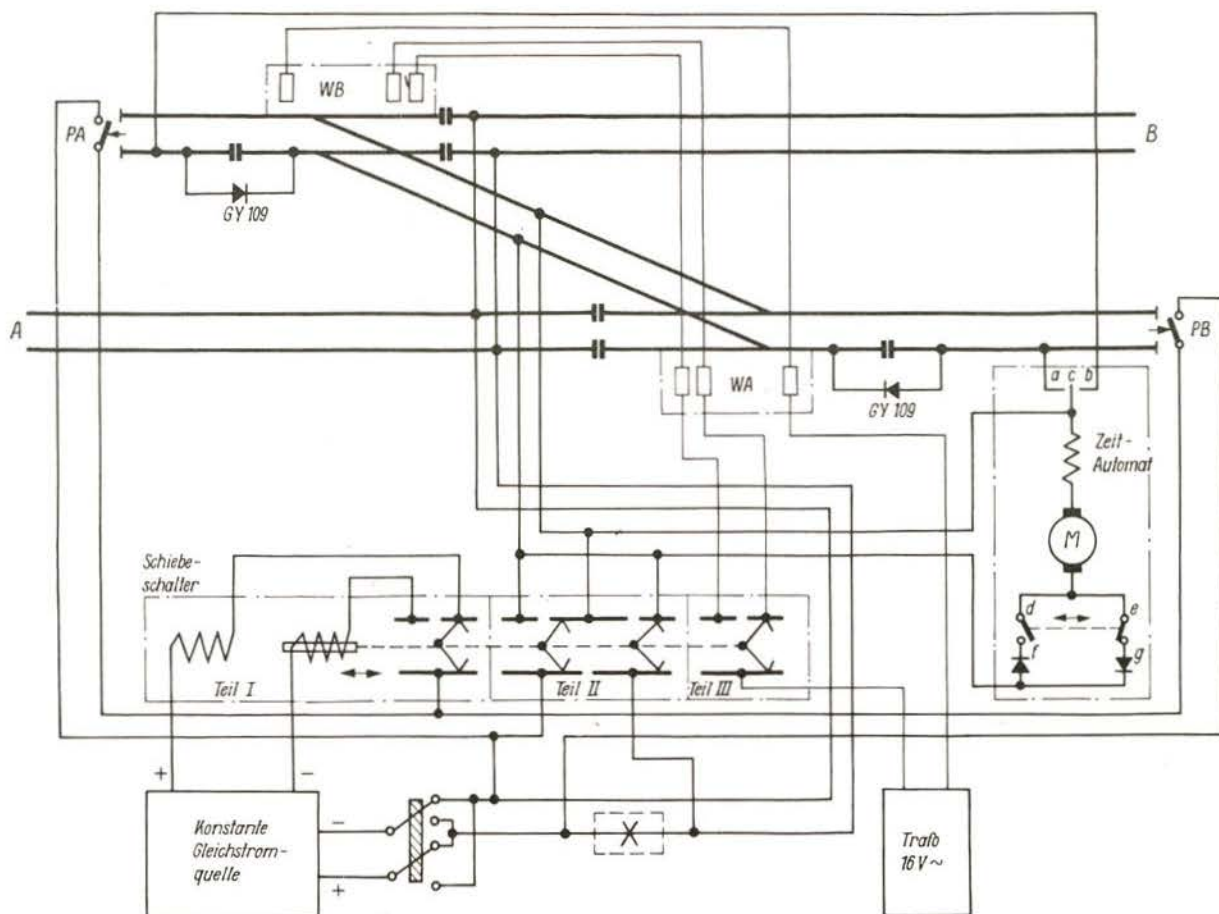 WB
PA
B
GY 109
A
PB
WA
GY 109
a c b
Zeit-
Automat
M
d
e
f
g
Schiebe-
schalter
Teil I
Teil II
Teil III
+
−
Konstante
Gleichstrom-
quelle
−
+
Trafo
16 V ~